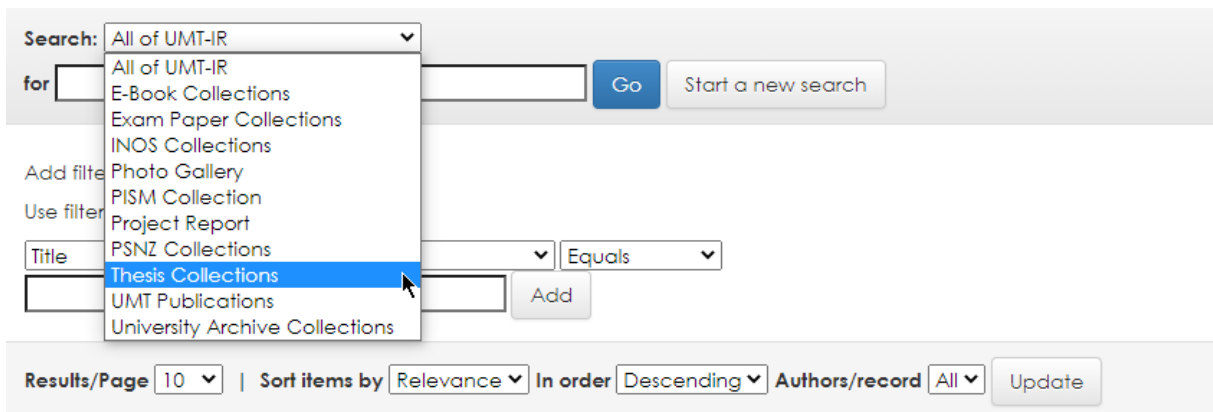 Search: All of UMT-IR
All of UMT-IR
for Go Start a new search
E-Book Collections
Exam Paper Collections
INOS Collections
Add filte Photo Gallery
PISM Collection
Use filter Project Report
PSNZ Collections
Title Equals
Thesis Collections
Add
UMT Publications
University Archive Collections
Results/Page 10 | Sort items by Relevance In order Descending Authors/record All Update